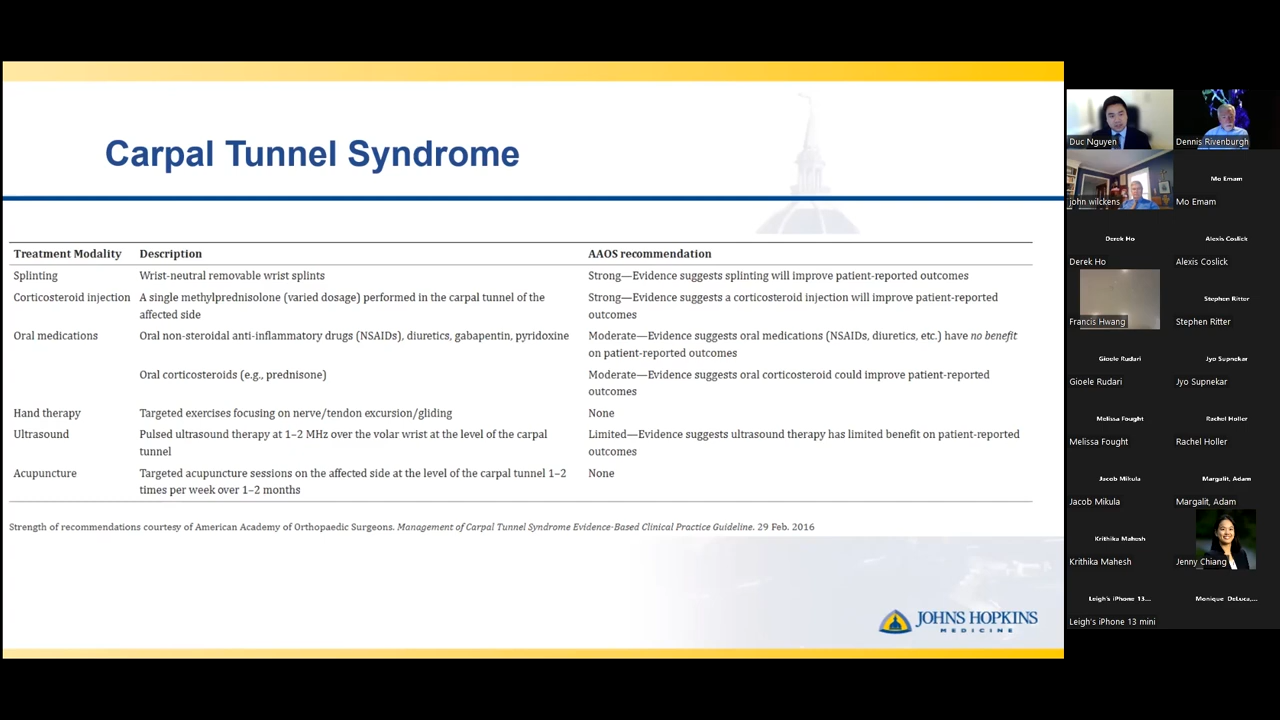 Carpal Tunnel Syndrome
Treatment Modality Description AAOS recommendation
Splinting Wrist-neutral removable wrist splints Strong—Evidence suggests splinting will improve patient-reported outcomes
Corticosteroid injection A single methylprednisolone (varied dosage) performed in the carpal tunnel of the Strong—Evidence suggests a corticosteroid injection will improve patient-reported
affected side outcomes
Oral medications Oral non-steroidal anti-inflammatory drugs (NSAIDs), diuretics, gabapentin, pyridoxine Moderate—Evidence suggests oral medications (NSAIDs, diuretics, etc.) have no benefit
on patient-reported outcomes
Oral corticosteroids (e.g., prednisone) Moderate—Evidence suggests oral corticosteroid could improve patient-reported
outcomes
Hand therapy Targeted exercises focusing on nerve/tendon excursion/gliding None
Ultrasound Pulsed ultrasound therapy at 1–2 MHz over the volar wrist at the level of the carpal Limited—Evidence suggests ultrasound therapy has limited benefit on patient-reported
tunnel outcomes
Acupuncture Targeted acupuncture sessions on the affected side at the level of the carpal tunnel 1–2 None
times per week over 1–2 months
Strength of recommendations courtesy of American Academy of Orthopaedic Surgeons. Management of Carpal Tunnel Syndrome Evidence-Based Clinical Practice Guideline. 29 Feb. 2016
JOHNS HOPKINS
MEDICINE
Duc Nguyen Dennis Rivenburgh
Mo Emam
john wilckens Mo Emam
Derek Ho Alexis Coslick
Derek Ho Alexis Coslick
Stephen Ritter
Francis Hwang Stephen Ritter
Gioele Rudari Jyo Supnekar
Gioele Rudari Jyo Supnekar
Melissa Fought Rachel Holler
Melissa Fought Rachel Holler
Jacob Mikula Margalit, Adam
Jacob Mikula Margalit, Adam
Krithika Mahesh
Krithika Mahesh Jenny Chiang
Leigh's iPhone 13... Monique DeLuca,...
Leigh's iPhone 13 mini